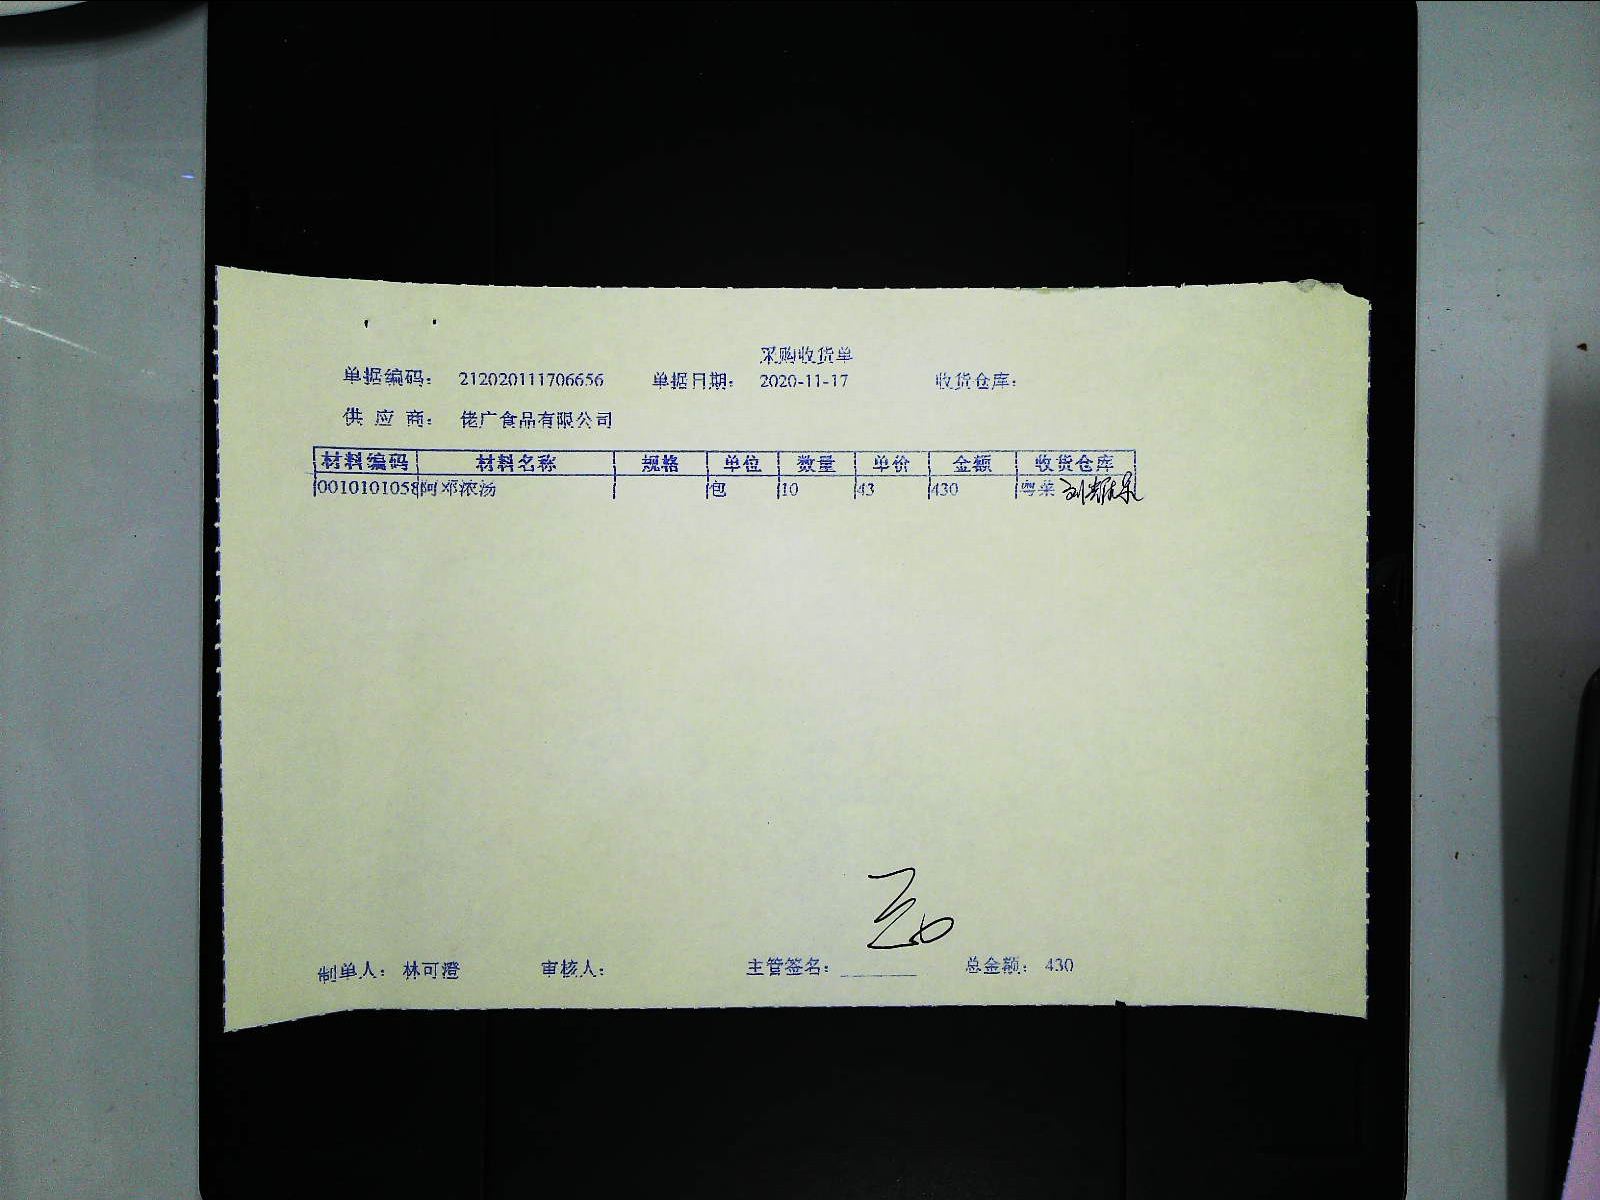 采购收货单
单据编码： 212020111706656 单据日期： 2020-11-17 收货仓库：
供 应 商： 佬广食品有限公司
材料编码 材料名称 规格 单位 数量 单价 金额 收货仓库
0010101058 阿邓浓汤 包 10 43 430 粤菜
制单人： 林可澄 审核人： 主管签名： 总金额： 430